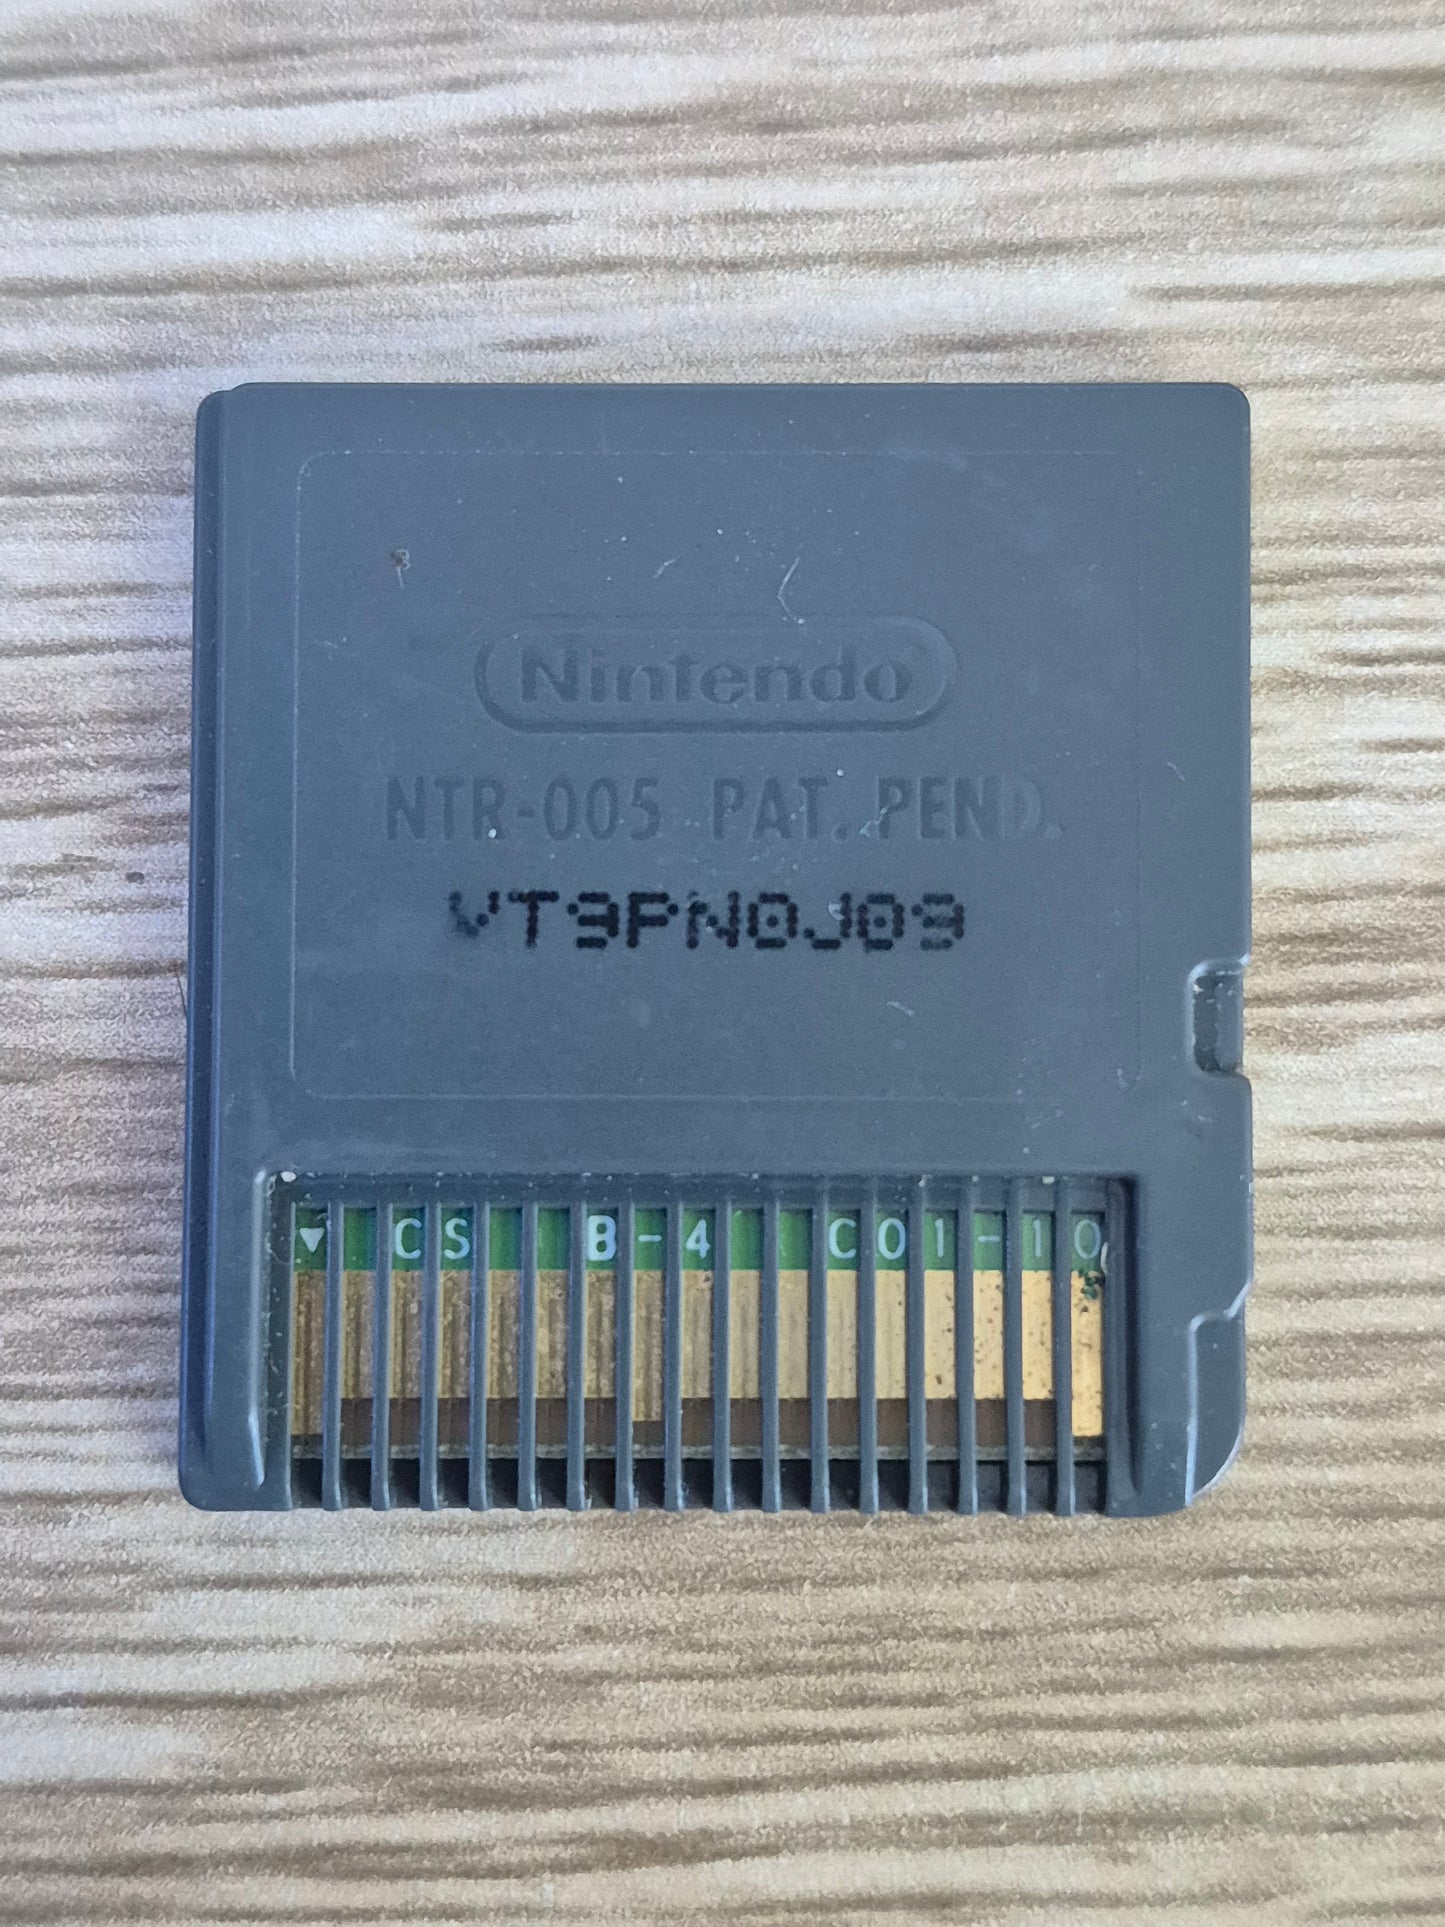 Nintendo
NTR-005 PAT. PEND.
VT9PN0J09
CS B-4 C01-10